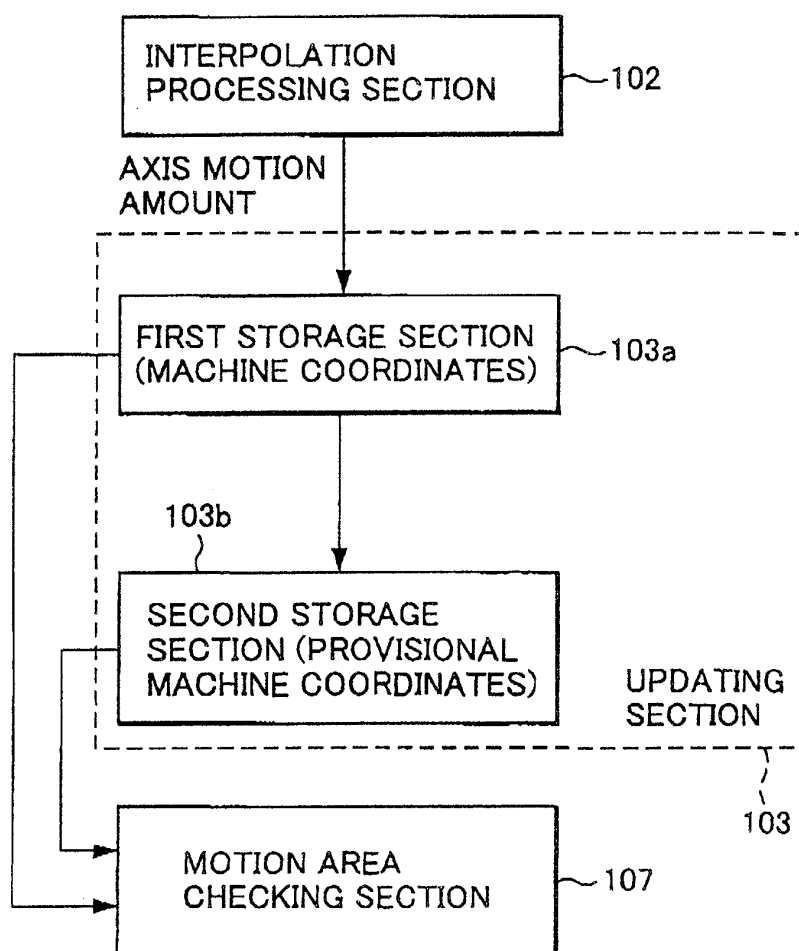 INTERPOLATION
PROCESSING SECTION
102
AXIS MOTION
AMOUNT
FIRST STORAGE SECTION
(MACHINE COORDINATES)
103a
103b
SECOND STORAGE
SECTION (PROVISIONAL
MACHINE COORDINATES)
UPDATING
SECTION
103
MOTION AREA
CHECKING SECTION
107